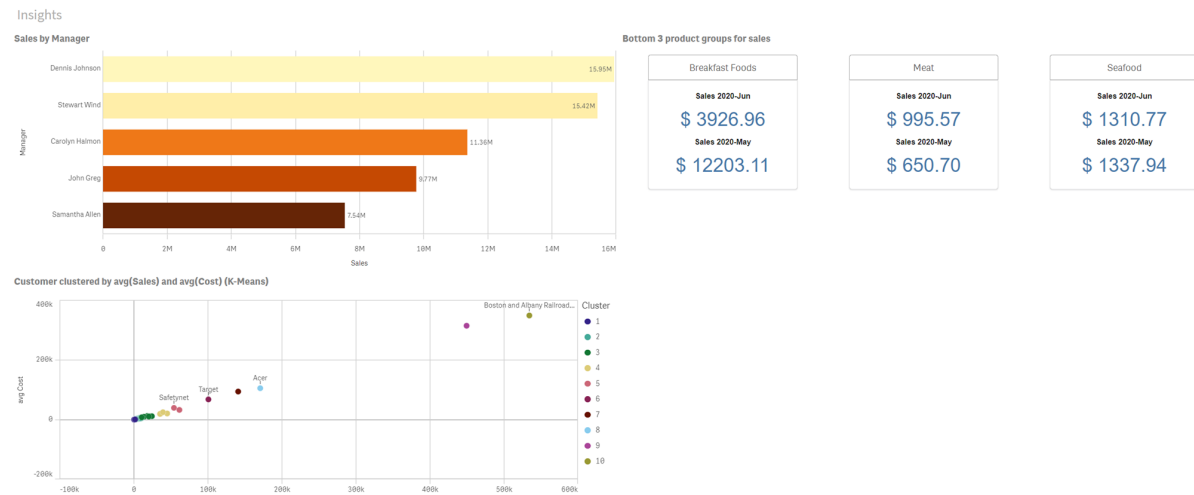 Insights
Sales by Manager
Manager
Dennis Johnson
15.95M
Stewart Wind
15.42M
Carolyn Halmon
11.36M
John Greg
9.77M
Samantha Allen
7.54M
0 2M 4M 6M 8M 10M 12M 14M 16M
Sales
Bottom 3 product groups for sales
Breakfast Foods
Sales 2020-Jun
$ 3926.96
Sales 2020-May
$ 12203.11
Meat
Sales 2020-Jun
$ 995.57
Sales 2020-May
$ 650.70
Seafood
Sales 2020-Jun
$ 1310.77
Sales 2020-May
$ 1337.94
Customer clustered by avg(Sales) and avg(Cost) (K-Means)
avg Cost
400k
200k
0
-200k
Boston and Albany Railroad...
Acer
Target
Safetynet
-100k 0 100k 200k 300k 400k 500k 600k
Cluster
1
2
3
4
5
6
7
8
9
10